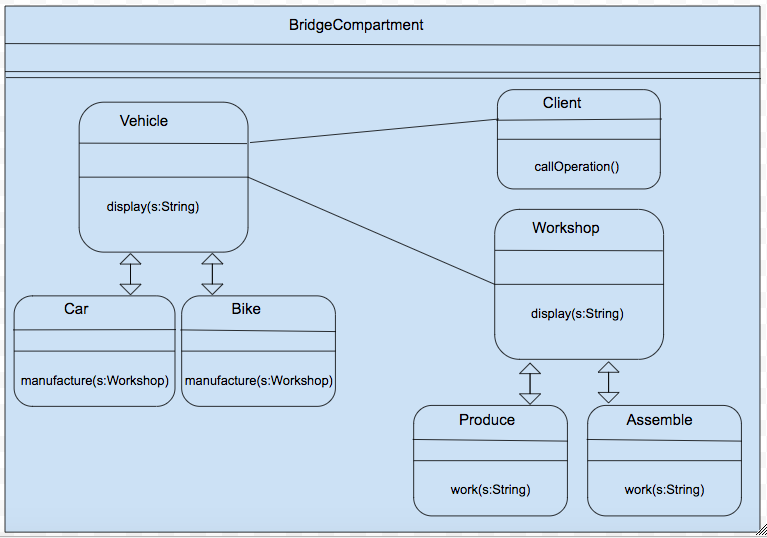 BridgeCompartment
Vehicle
display(s:String)
Client
callOperation()
Workshop
display(s:String)
Car
manufacture(s:Workshop)
Bike
manufacture(s:Workshop)
Produce
work(s:String)
Assemble
work(s:String)